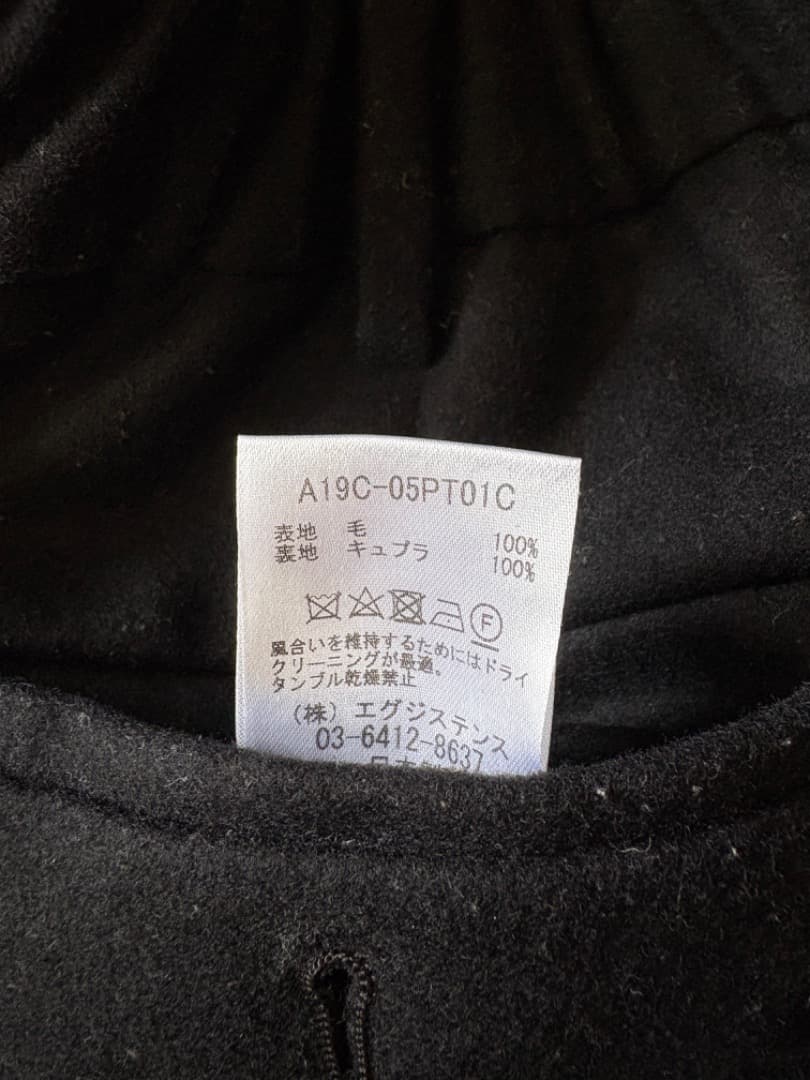 A19C-05PT01C
表地 毛 100%
裏地 キュプラ 100%
F
風合いを維持するためにはドライ
クリーニングが最適。
タンブル乾燥禁止
(株) エグジステンス
03-6412-8637